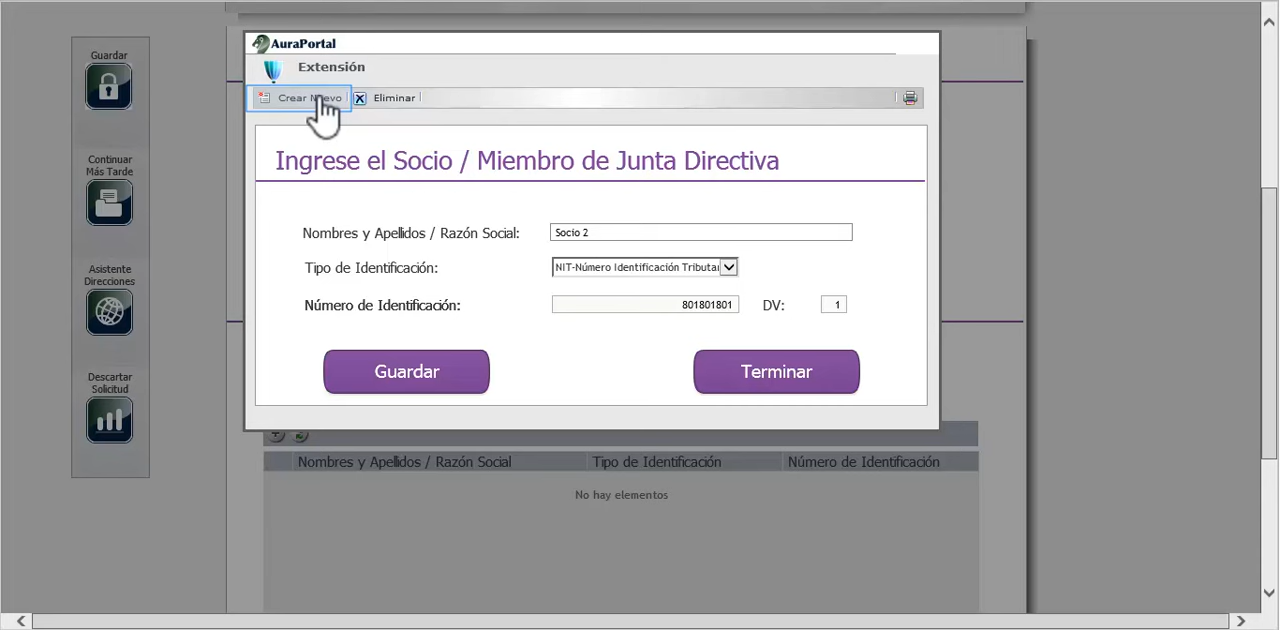 Guardar
Continuar
Más Tarde
Asistente
Direcciones
Descartar
Solicitud
AuraPortal
Extensión
Crear Nuevo
Eliminar
Ingrese el Socio / Miembro de Junta Directiva
Nombres y Apellidos / Razón Social: Socio 2
Tipo de Identificación: NIT-Número Identificación Tributar
Número de Identificación: 801801801 DV: 1
Guardar
Terminar
Nombres y Apellidos / Razón Social Tipo de Identificación Número de Identificación
No hay elementos